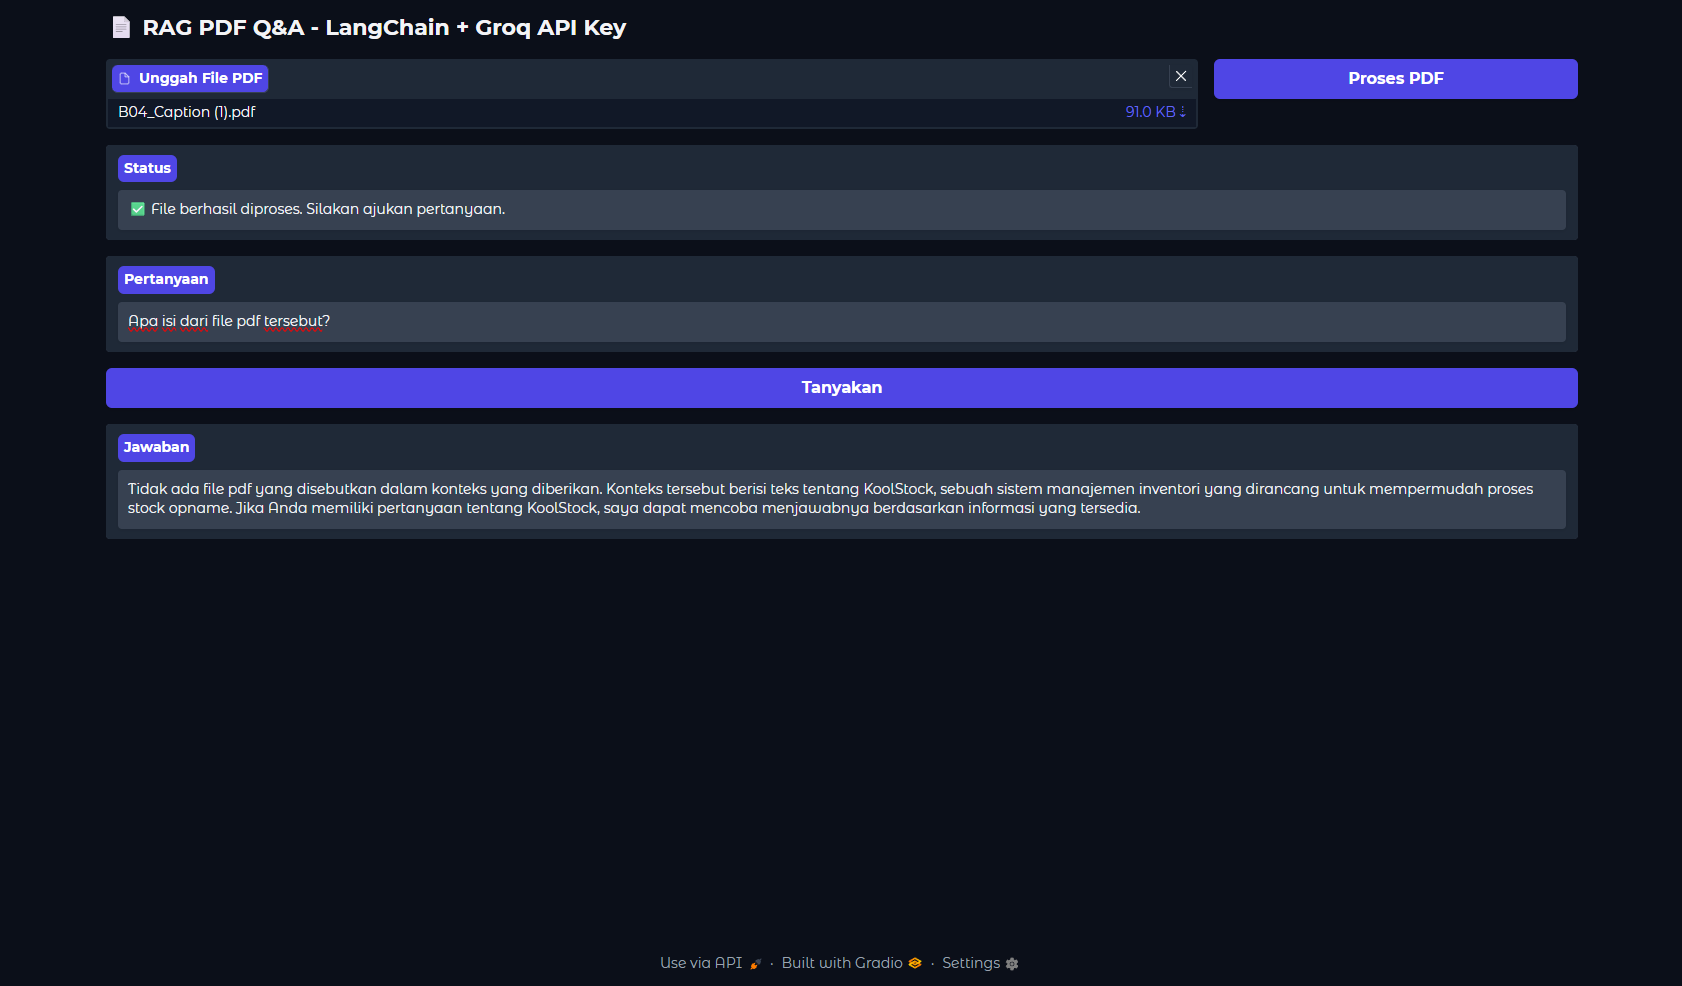 RAG PDF Q&A - LangChain + Groq API Key
Unggah File PDF
Proses PDF
B04_Caption (1).pdf
91.0 KB
Status
File berhasil diproses. Silakan ajukan pertanyaan.
Pertanyaan
Apa isi dari file pdf tersebut?
Tanyakan
Jawaban
Tidak ada file pdf yang disebutkan dalam konteks yang diberikan. Konteks tersebut berisi teks tentang KoolStock, sebuah sistem manajemen inventori yang dirancang untuk mempermudah proses
stock opname. Jika Anda memiliki pertanyaan tentang KoolStock, saya dapat mencoba menjawabnya berdasarkan informasi yang tersedia.
Use via API · Built with Gradio · Settings